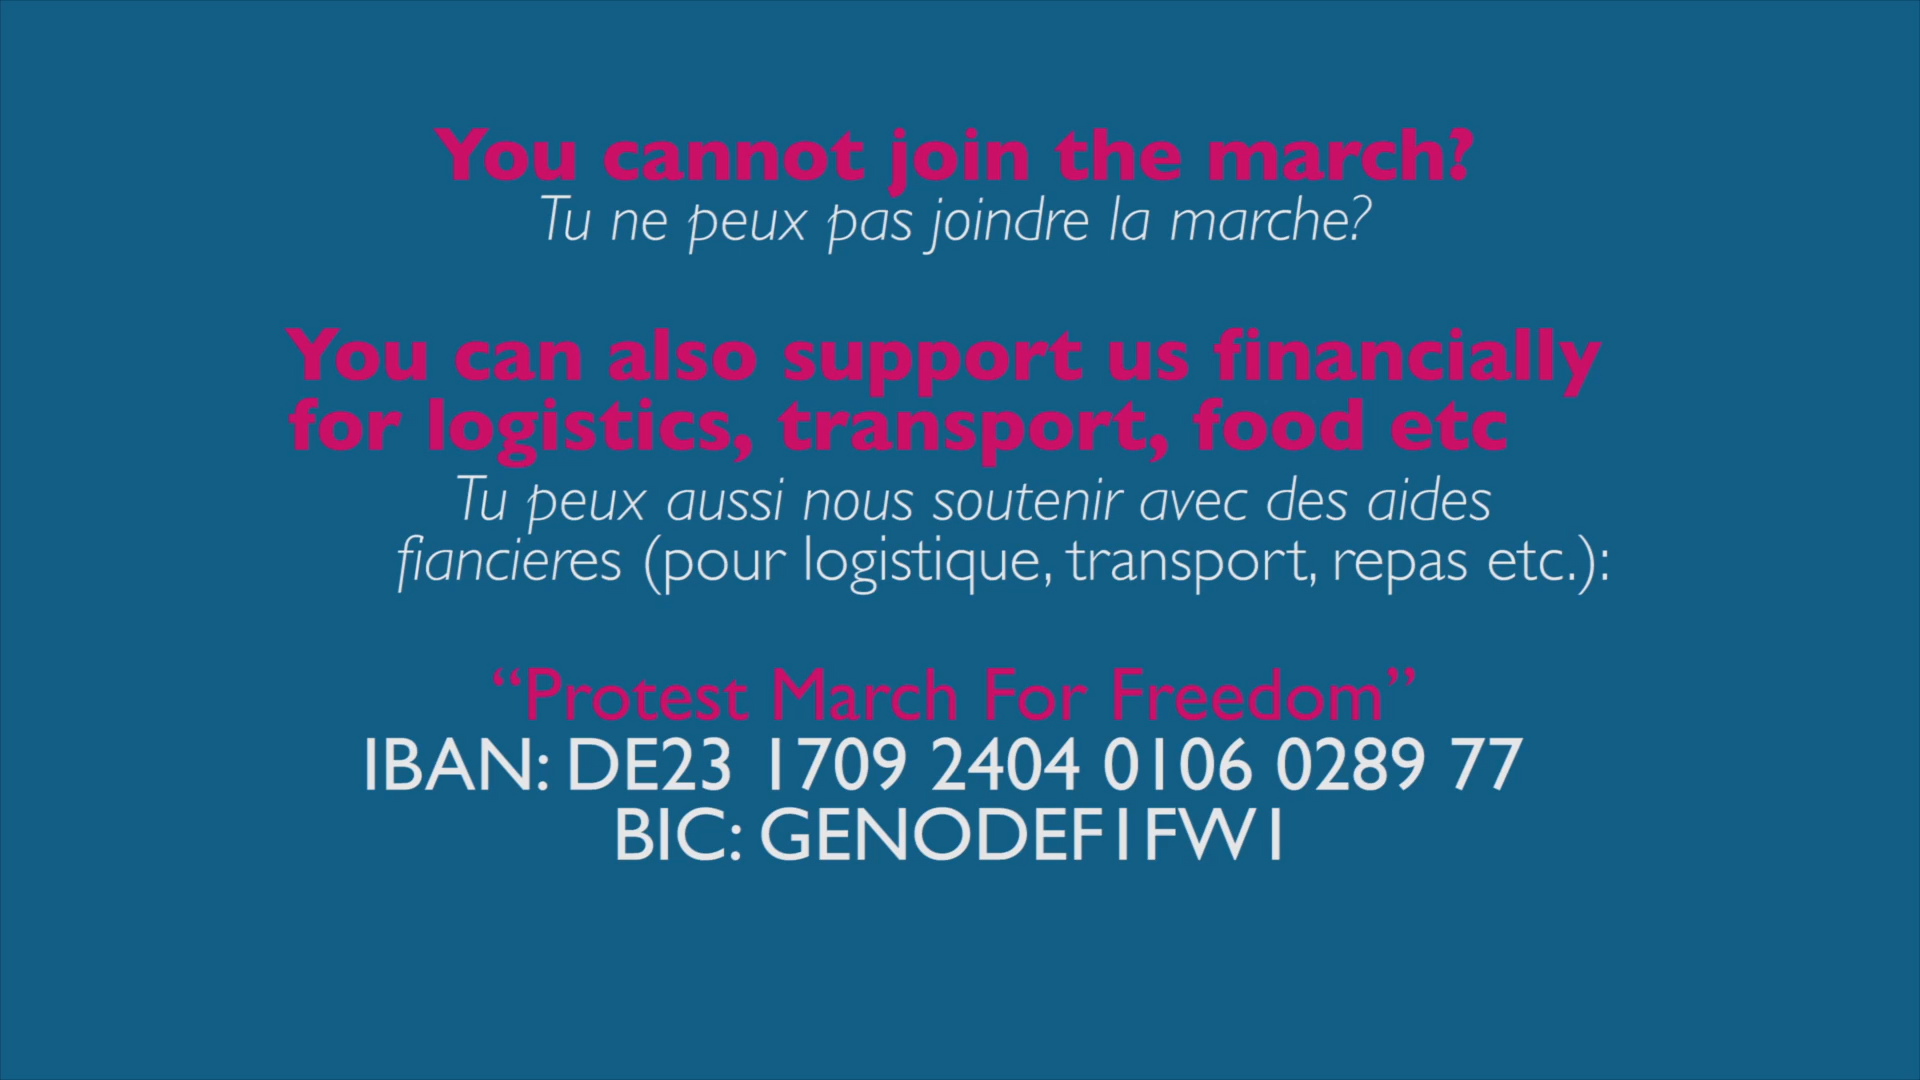 You cannot join the march?
Tu ne peux pas joindre la marche?
You can also support us financially
for logistics, transport, food etc
Tu peux aussi nous soutenir avec des aides
fiancieres (pour logistique, transport, repas etc.):
“Protest March For Freedom”
IBAN: DE23 1709 2404 0106 0289 77
BIC: GENODEF1FW1